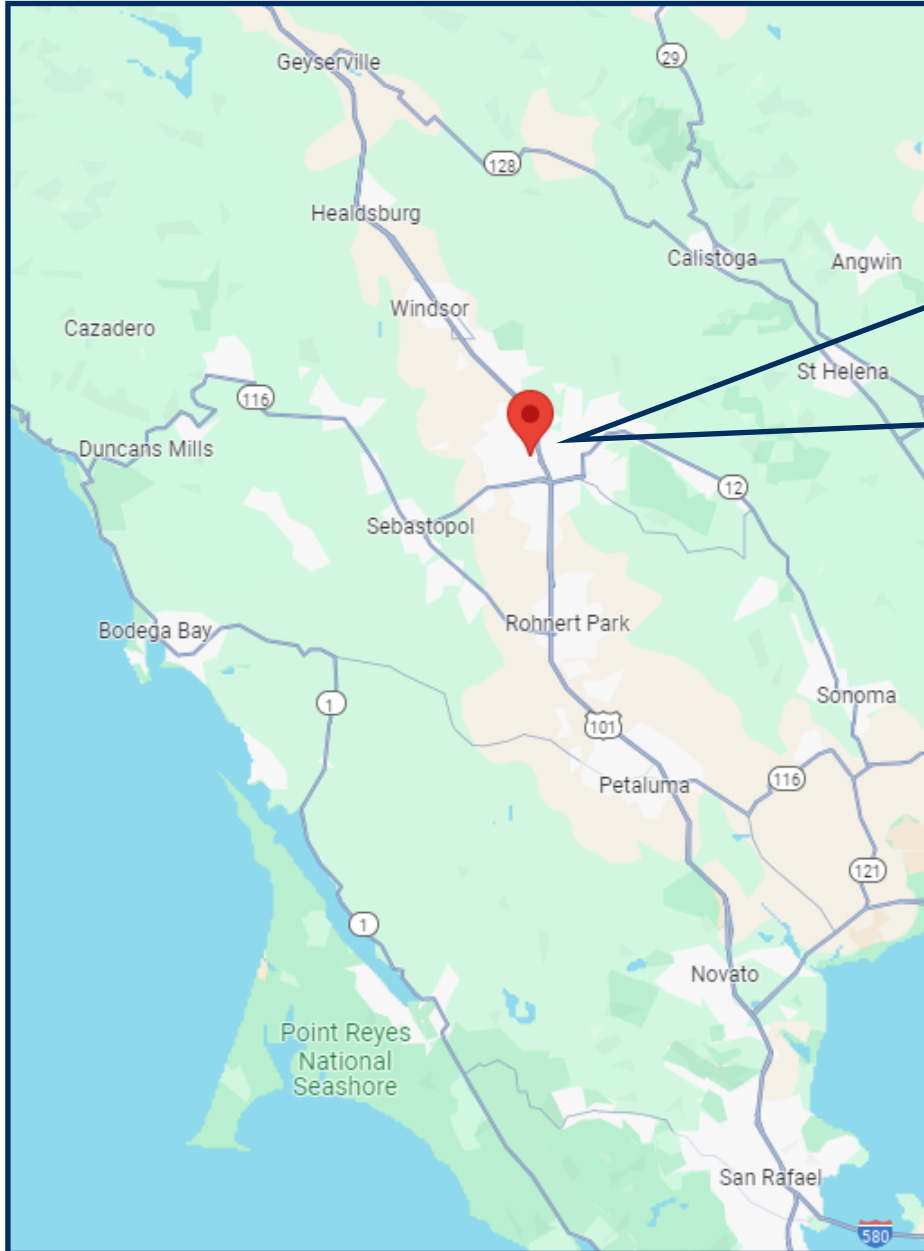 Geyserville
29
128
Healdsburg
Calistoga
Angwin
Windsor
Cazadero
St Helena
116
Duncans Mills
12
Sebastopol
Rohnert Park
Bodega Bay
Sonoma
1
101
Petaluma
116
121
1
Novato
Point Reyes
National
Seashore
San Rafael
580